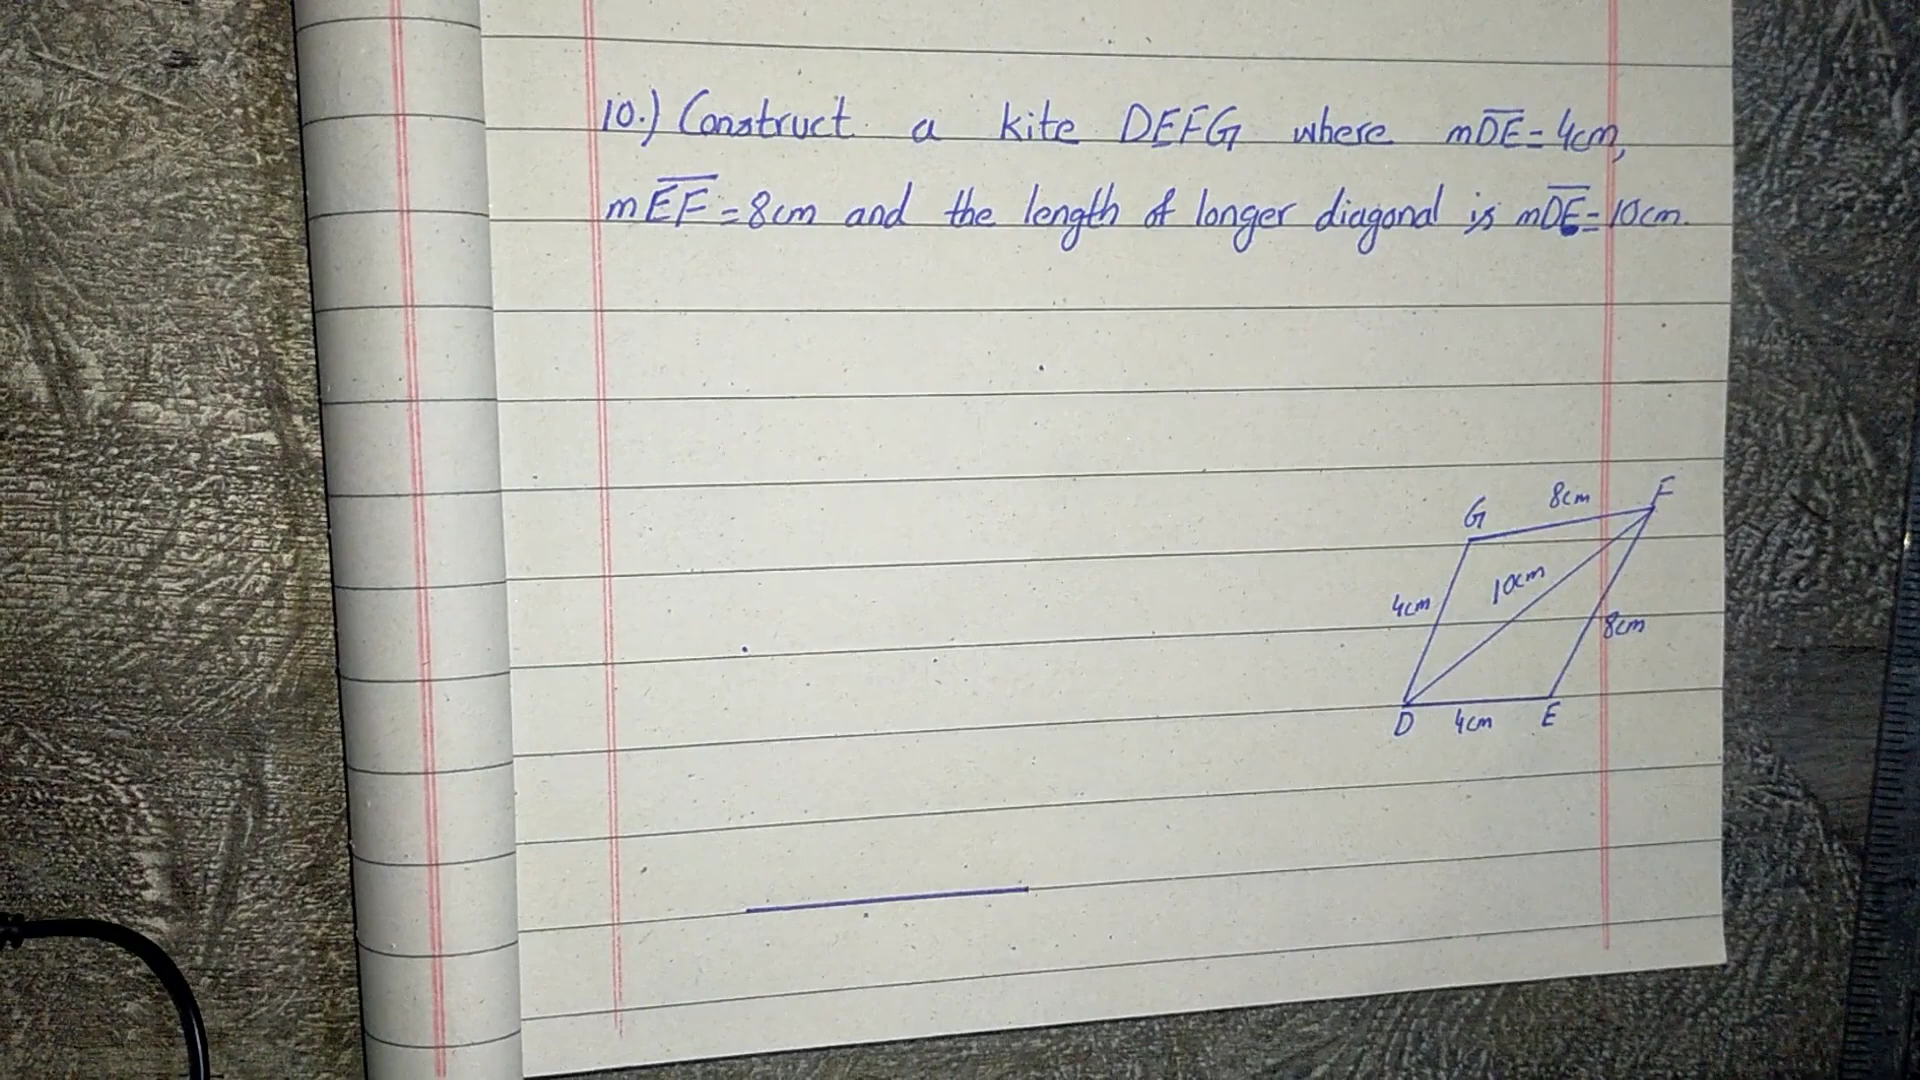 10.) Construct a kite DEFG where mDE = 4cm,
mEF = 8cm and the length of longer diagonal is mDF = 10cm.
8cm F
G
10cm
4cm
8cm
D 4cm E